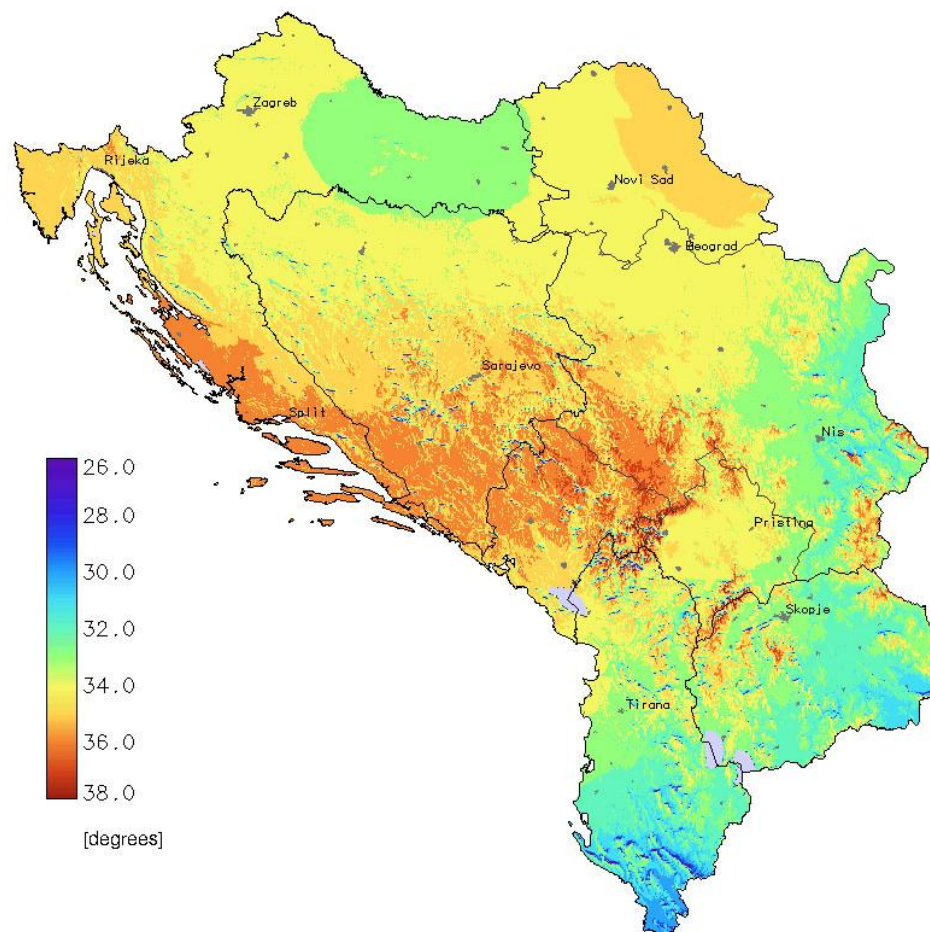 Zagreb
Rijeka
Novi Sad
Beograd
Sarajevo
Split
Nis
26.0
28.0
Pristina
30.0
Skopje
32.0
34.0
Tirana
36.0
38.0
[degrees]